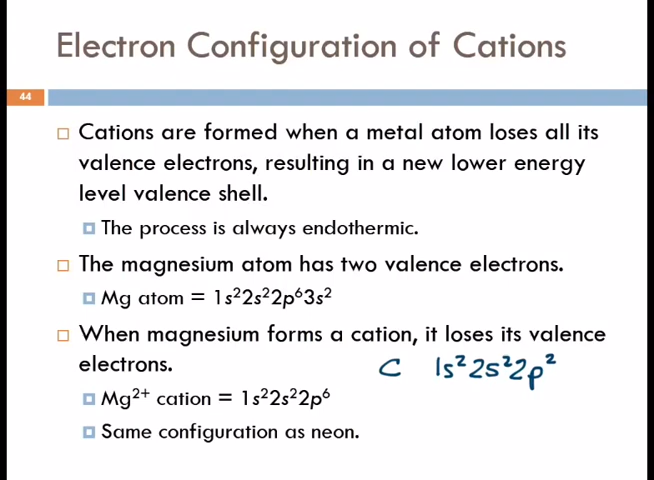 Electron Configuration of Cations
44
Cations are formed when a metal atom loses all its
valence electrons, resulting in a new lower energy
level valence shell.
The process is always endothermic.
The magnesium atom has two valence electrons.
Mg atom = 1s²2s²2p⁶3s²
When magnesium forms a cation, it loses its valence
electrons.
C 1s²2s²2p²
Mg²⁺ cation = 1s²2s²2p⁶
Same configuration as neon.